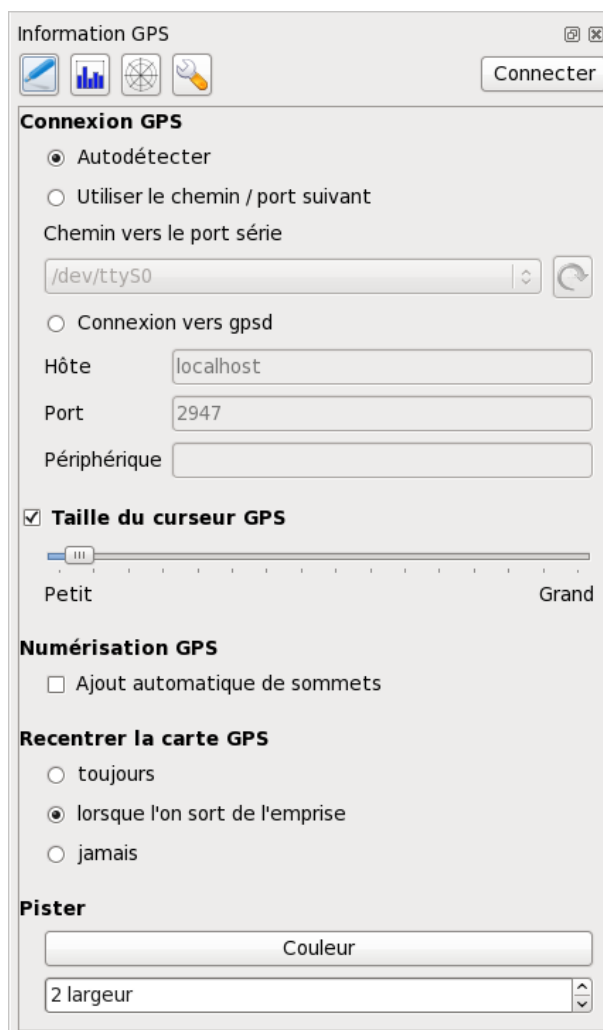 Information GPS
Connecter
Connexion GPS
Autodétecter
Utiliser le chemin / port suivant
Chemin vers le port série
/dev/ttyS0
Connexion vers gpsd
Hôte localhost
Port 2947
Périphérique
Taille du curseur GPS
Petit Grand
Numérisation GPS
Ajout automatique de sommets
Recentrer la carte GPS
toujours
lorsque l'on sort de l'emprise
jamais
Pister
Couleur
2 largeur